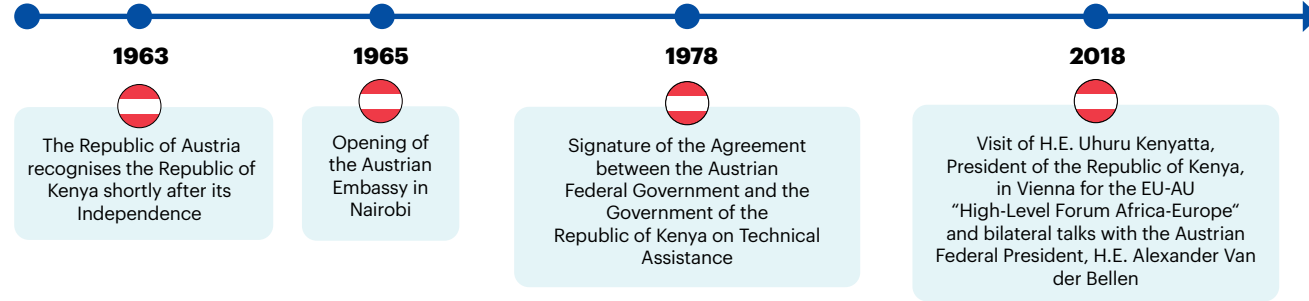 1963
The Republic of Austria
recognises the Republic of
Kenya shortly after its
Independence
1965
Opening of
the Austrian
Embassy in
Nairobi
1978
Signature of the Agreement
between the Austrian
Federal Government and the
Government of the
Republic of Kenya on Technical
Assistance
2018
Visit of H.E. Uhuru Kenyatta,
President of the Republic of Kenya,
in Vienna for the EU-AU
“High-Level Forum Africa-Europe“
and bilateral talks with the Austrian
Federal President, H.E. Alexander Van
der Bellen